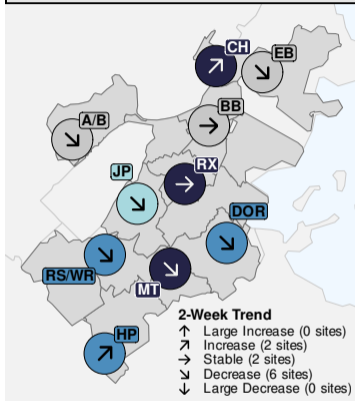 CH
EB
BB
A/B
RX
JP
DOR
RS/WR
MT
HP
2-Week Trend
↑ Large Increase (0 sites)
↗ Increase (2 sites)
→ Stable (2 sites)
↘ Decrease (6 sites)
↓ Large Decrease (0 sites)